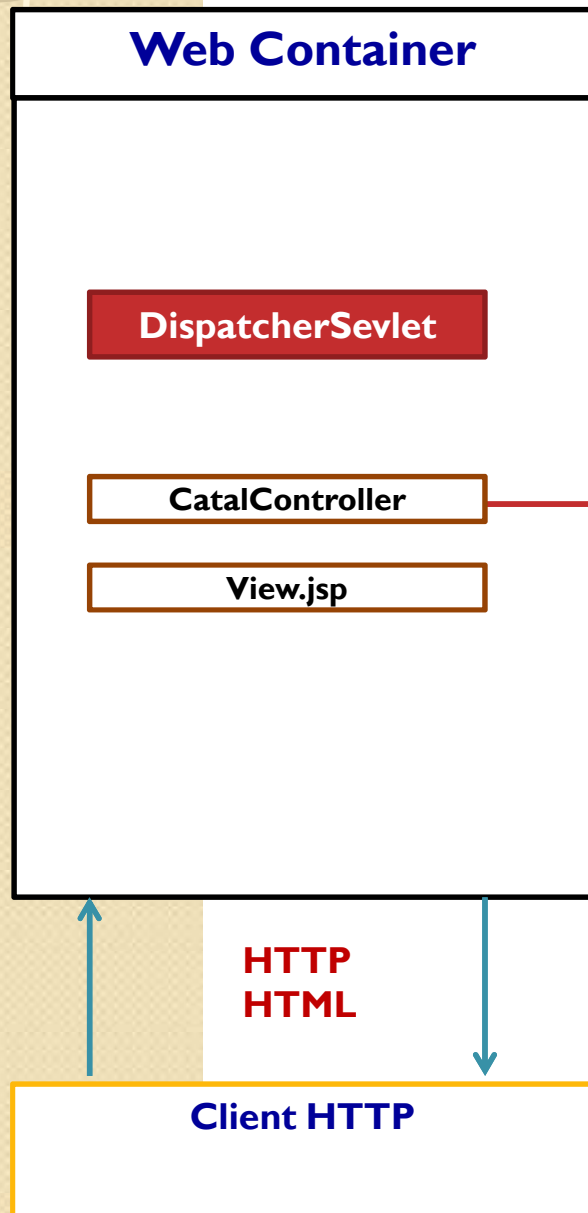 Web Container
DispatcherSevlet
CatalController
View.jsp
HTTP
HTML
Client HTTP